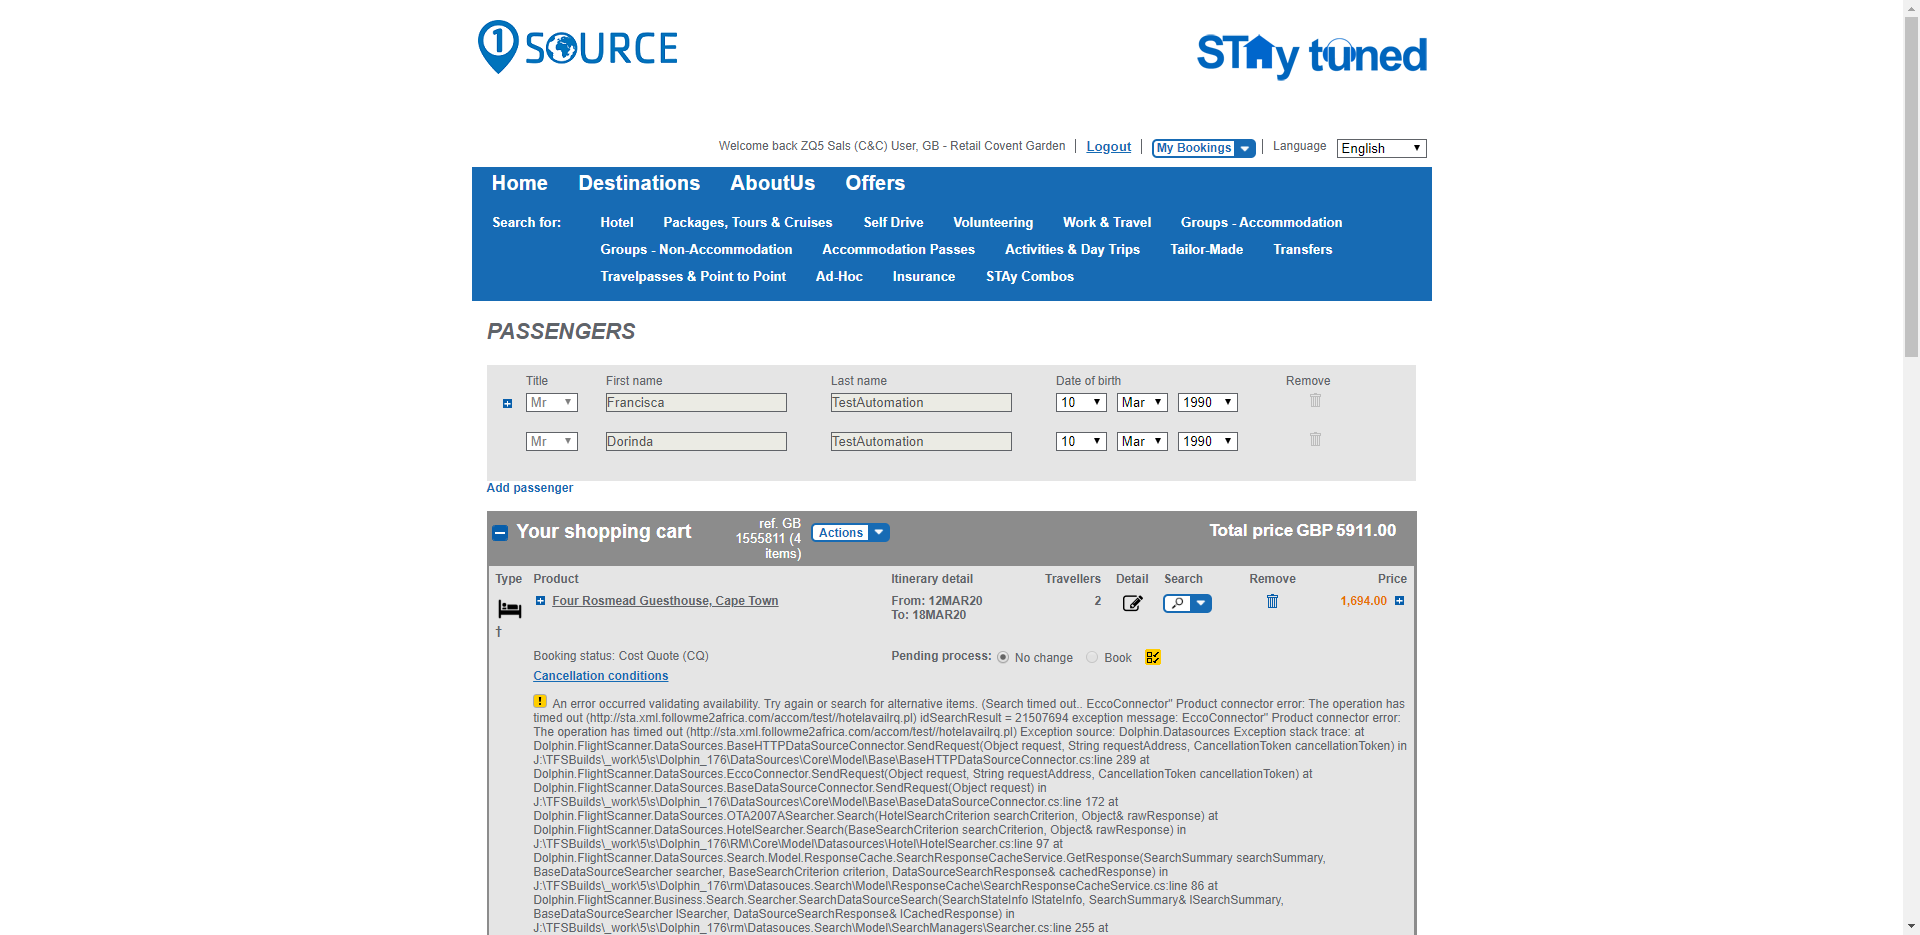 1 SOURCE
STAy tuned
Welcome back ZQ5 Sals (C&C) User, GB - Retail Covent Garden Logout My Bookings Language English
Home Destinations AboutUs Offers
Search for: Hotel Packages, Tours & Cruises Self Drive Volunteering Work & Travel Groups - Accommodation
Groups - Non-Accommodation Accommodation Passes Activities & Day Trips Tailor-Made Transfers
Travelpasses & Point to Point Ad-Hoc Insurance STAy Combos
PASSENGERS
Title First name Last name Date of birth Remove
Mr Francisca TestAutomation 10 Mar 1990
Mr Dorinda TestAutomation 10 Mar 1990
Add passenger
Your shopping cart
ref. GB
1555811 (4
items)
Actions
Total price GBP 5911.00
Type Product Itinerary detail Travellers Detail Search Remove Price
Four Rosmead Guesthouse, Cape Town From: 12MAR20 2 1,694.00
To: 18MAR20
†
Booking status: Cost Quote (CQ) Pending process: No change Book
Cancellation conditions
! An error occurred validating availability. Try again or search for alternative items. (Search timed out.. EccoConnector" Product connector error: The operation has
timed out (http://sta.xml.followme2africa.com/accom/test//hotelavailrq.pl) idSearchResult = 21507694 exception message: EccoConnector" Product connector error:
The operation has timed out (http://sta.xml.followme2africa.com/accom/test//hotelavailrq.pl) Exception source: Dolphin.Datasources Exception stack trace: at
Dolphin.FlightScanner.DataSources.BaseHTTPDataSourceConnector.SendRequest(Object request, String requestAddress, CancellationToken cancellationToken) in
J:\TFSBuilds\_work\5\s\Dolphin_176\DataSources\Core\Model\Base\BaseHTTPDataSourceConnector.cs:line 289 at
Dolphin.FlightScanner.DataSources.EccoConnector.SendRequest(Object request, String requestAddress, CancellationToken cancellationToken) at
Dolphin.FlightScanner.DataSources.BaseDataSourceConnector.SendRequest(Object request) in
J:\TFSBuilds\_work\5\s\Dolphin_176\DataSources\Core\Model\Base\BaseDataSourceConnector.cs:line 172 at
Dolphin.FlightScanner.DataSources.OTA2007ASearcher.Search(HotelSearchCriterion searchCriterion, Object& rawResponse) at
Dolphin.FlightScanner.DataSources.HotelSearcher.Search(BaseSearchCriterion searchCriterion, Object& rawResponse) in
J:\TFSBuilds\_work\5\s\Dolphin_176\RM\Core\Model\Datasources\Hotel\HotelSearcher.cs:line 97 at
Dolphin.FlightScanner.DataSources.Search.Model.ResponseCache.SearchResponseCacheService.GetResponse(SearchSummary searchSummary,
BaseDataSourceSearcher searcher, BaseSearchCriterion criterion, DataSourceSearchResponse& cachedResponse) in
J:\TFSBuilds\_work\5\s\Dolphin_176\rm\Datasouces.Search\Model\ResponseCache\SearchResponseCacheService.cs:line 86 at
Dolphin.FlightScanner.Business.Search.Searcher.SearchDataSourceSearch(SearchStateInfo lStateInfo, SearchSummary& lSearchSummary,
BaseDataSourceSearcher lSearcher, DataSourceSearchResponse& lCachedResponse) in
J:\TFSBuilds\_work\5\s\Dolphin_176\rm\Datasouces.Search\Model\SearchManagers\Searcher.cs:line 255 at